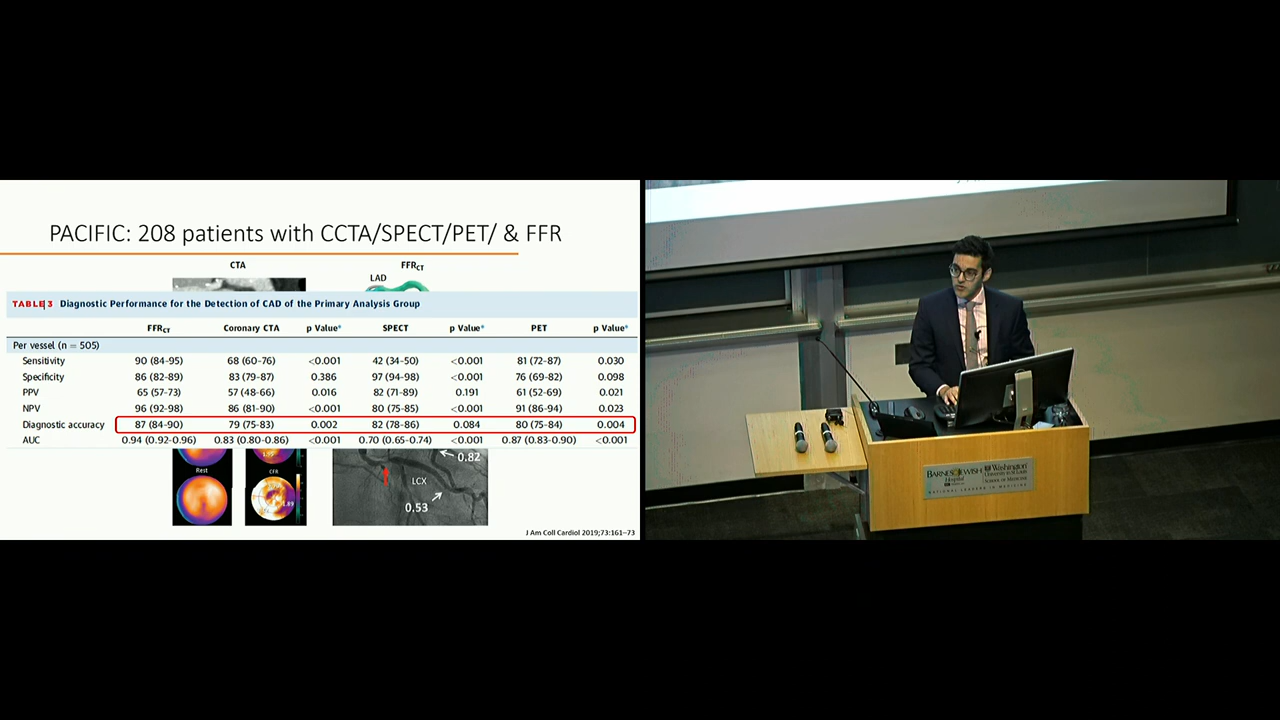 PACIFIC: 208 patients with CCTA/SPECT/PET/ & FFR
CTA FFRCT
LAD
TABLE 3 Diagnostic Performance for the Detection of CAD of the Primary Analysis Group
FFRCT Coronary CTA p Value* SPECT p Value* PET p Value*
Per vessel (n = 505)
Sensitivity 90 (84-95) 68 (60-76) <0.001 42 (34-50) <0.001 81 (72-87) 0.030
Specificity 86 (82-89) 83 (79-87) 0.386 97 (94-98) <0.001 76 (69-82) 0.098
PPV 65 (57-73) 57 (48-66) 0.016 82 (71-89) 0.191 61 (52-69) 0.021
NPV 96 (92-98) 86 (81-90) <0.001 80 (75-85) <0.001 91 (86-94) 0.023
Diagnostic accuracy 87 (84-90) 79 (75-83) 0.002 82 (78-86) 0.084 80 (75-84) 0.004
AUC 0.94 (0.92-0.96) 0.83 (0.80-0.86) <0.001 0.70 (0.65-0.74) <0.001 0.87 (0.83-0.90) <0.001
0.82
Rest CFR
LCX
0.53
J Am Coll Cardiol 2019;73:161–73
BARNES JEWISH
Hospital
Washington
University in St. Louis
School of Medicine
NATIONAL LEADERS IN MEDICINE